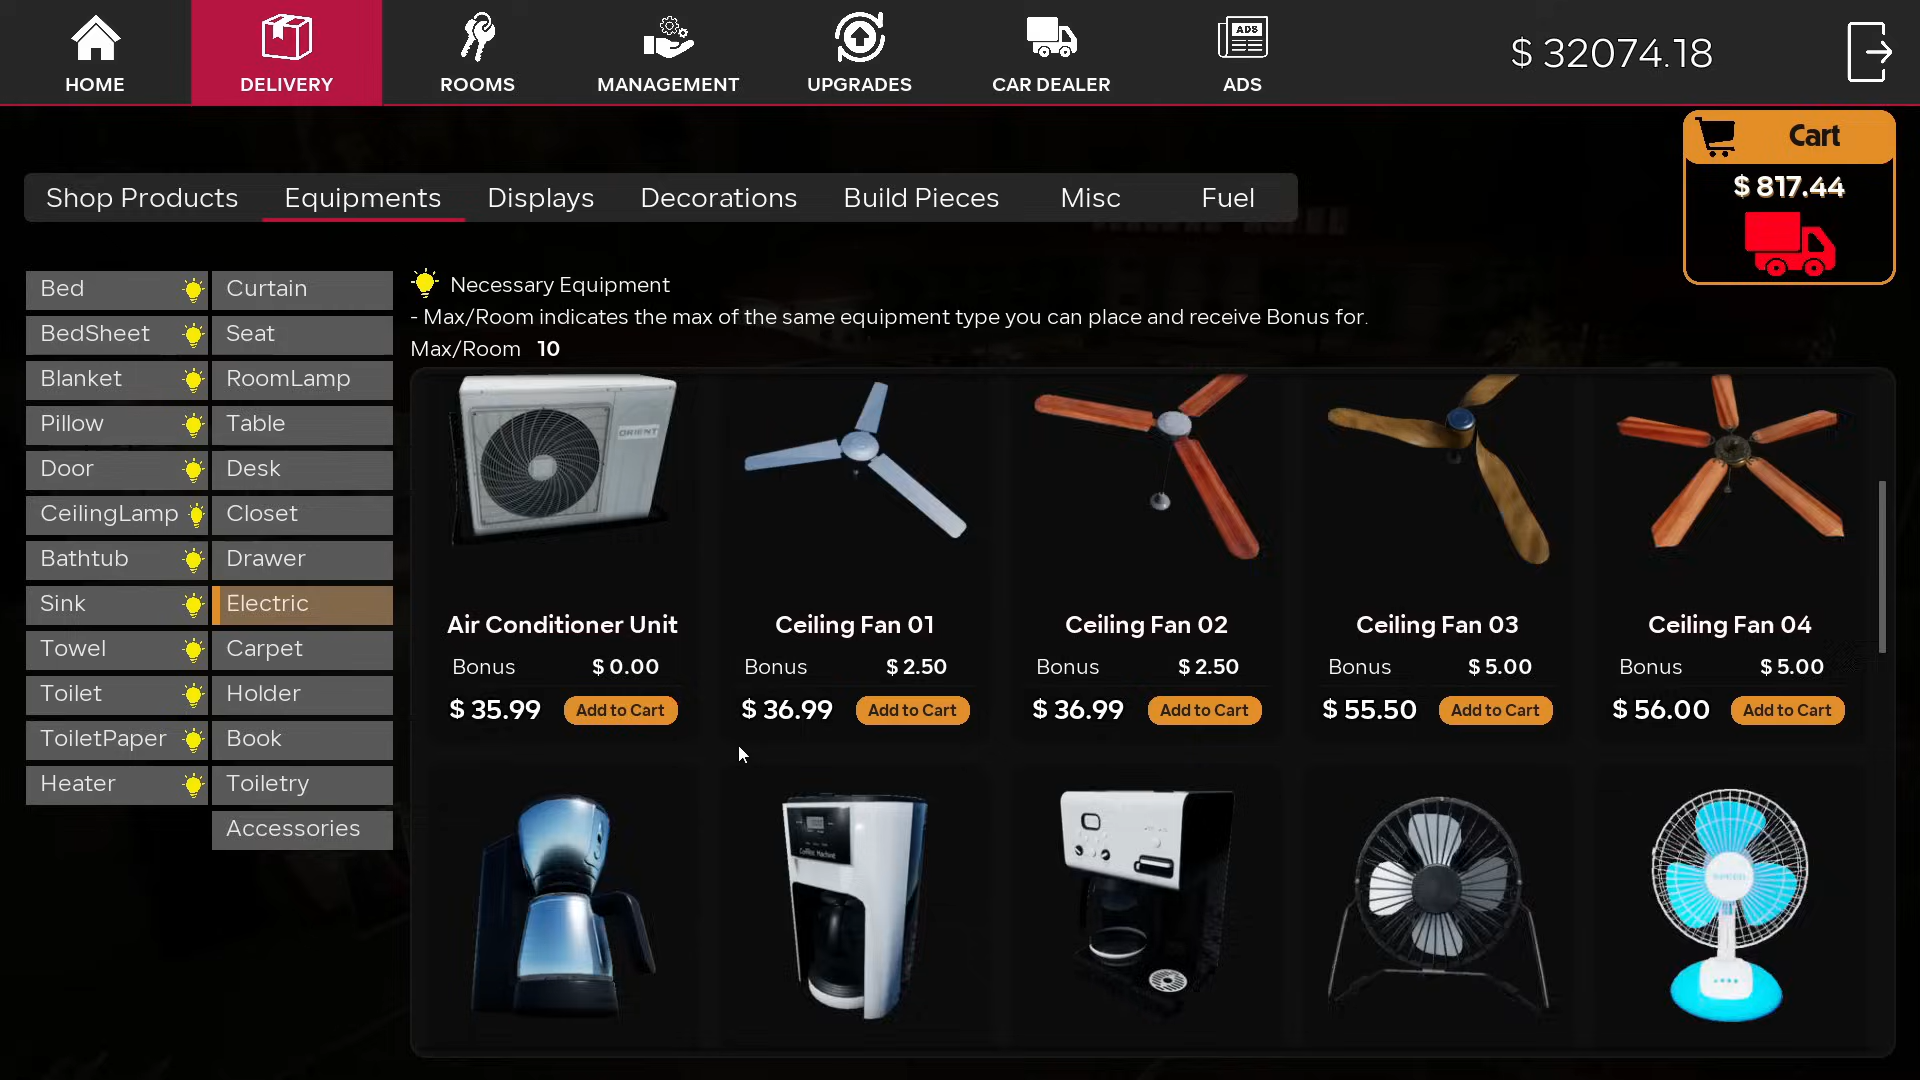 HOME
DELIVERY
ROOMS
MANAGEMENT
UPGRADES
CAR DEALER
ADS
ADS
$ 32074.18
Cart
$ 817.44
Shop Products
Equipments
Displays
Decorations
Build Pieces
Misc
Fuel
Bed
Curtain
BedSheet
Seat
Blanket
RoomLamp
Pillow
Table
Door
Desk
CeilingLamp
Closet
Bathtub
Drawer
Sink
Electric
Towel
Carpet
Toilet
Holder
ToiletPaper
Book
Heater
Toiletry
Accessories
Necessary Equipment
- Max/Room indicates the max of the same equipment type you can place and receive Bonus for.
Max/Room 10
ORIENT
Air Conditioner Unit
Bonus $ 0.00
$ 35.99 Add to Cart
Ceiling Fan 01
Bonus $ 2.50
$ 36.99 Add to Cart
Ceiling Fan 02
Bonus $ 2.50
$ 36.99 Add to Cart
Ceiling Fan 03
Bonus $ 5.00
$ 55.50 Add to Cart
Ceiling Fan 04
Bonus $ 5.00
$ 56.00 Add to Cart
Coffee Machine
SPEED